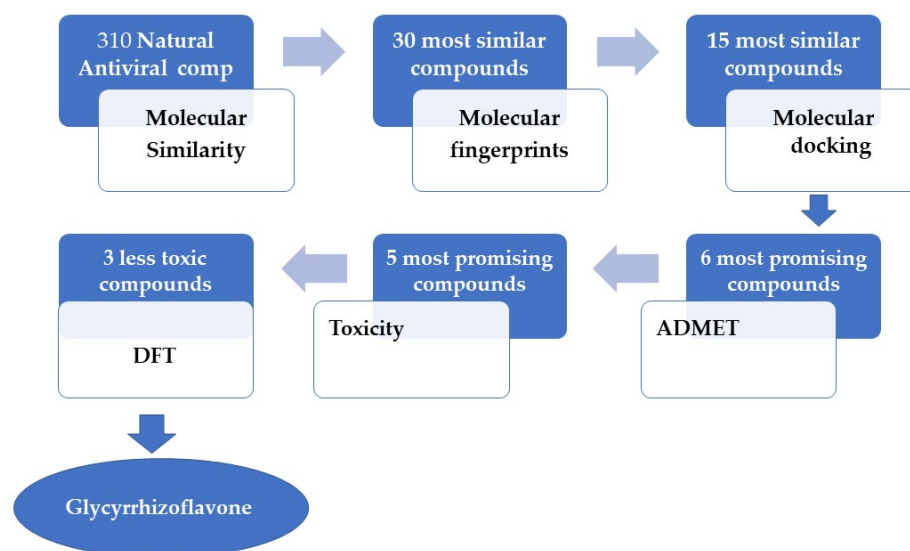 310 Natural
Antiviral comp
Molecular
Similarity
30 most similar
compounds
Molecular
fingerprints
15 most similar
compounds
Molecular
docking
6 most promising
compounds
ADMET
5 most promising
compounds
Toxicity
3 less toxic
compounds
DFT
Glycyrrhizoflavone